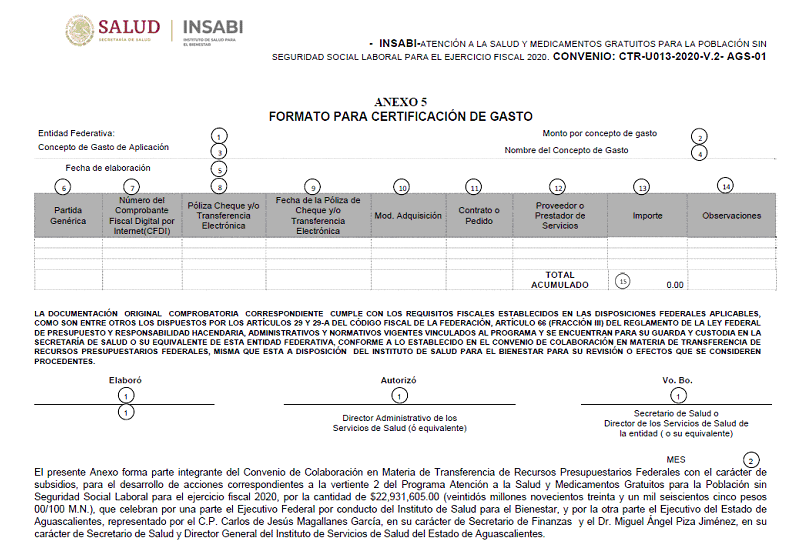 SALUD
SECRETARÍA DE SALUD
INSABI
INSTITUTO DE SALUD PARA
EL BIENESTAR
- INSABI-ATENCIÓN A LA SALUD Y MEDICAMENTOS GRATUITOS PARA LA POBLACIÓN SIN
SEGURIDAD SOCIAL LABORAL PARA EL EJERCICIO FISCAL 2020. CONVENIO: CTR-U013-2020-V.2- AGS-01
ANEXO 5
FORMATO PARA CERTIFICACIÓN DE GASTO
Entidad Federativa: 1 Monto por concepto de gasto 2
Concepto de Gasto de Aplicación 3 Nombre del Concepto de Gasto 4
Fecha de elaboración 5
6 7 8 9 10 11 12 13 14
Partida Genérica
Número del Comprobante Fiscal Digital por Internet(CFDI)
Póliza Cheque y/o Transferencia Electrónica
Fecha de la Póliza de Cheque y/o Transferencia Electrónica
Mod. Adquisición
Contrato o Pedido
Proveedor o Prestador de Servicios
Importe
Observaciones
TOTAL
ACUMULADO 15 0.00
LA DOCUMENTACIÓN ORIGINAL COMPROBATORIA CORRESPONDIENTE CUMPLE CON LOS REQUISITOS FISCALES ESTABLECIDOS EN LAS DISPOSICIONES FEDERALES APLICABLES,
COMO SON ENTRE OTROS LOS DISPUESTOS POR LOS ARTÍCULOS 29 Y 29-A DEL CÓDIGO FISCAL DE LA FEDERACIÓN, ARTÍCULO 66 (FRACCIÓN III) DEL REGLAMENTO DE LA LEY FEDERAL
DE PRESUPUESTO Y RESPONSABILIDAD HACENDARIA, ADMINISTRATIVOS Y NORMATIVOS VIGENTES VINCULADOS AL PROGRAMA Y SE ENCUENTRAN PARA SU GUARDA Y CUSTODIA EN LA
SECRETARÍA DE SALUD O SU EQUIVALENTE DE ESTA ENTIDAD FEDERATIVA, CONFORME A LO ESTABLECIDO EN EL CONVENIO DE COLABORACIÓN EN MATERIA DE TRANSFERENCIA DE
RECURSOS PRESUPUESTARIOS FEDERALES, MISMA QUE ESTA A DISPOSICIÓN DEL INSTITUTO DE SALUD PARA EL BIENESTAR PARA SU REVISIÓN O EFECTOS QUE SE CONSIDEREN
PROCEDENTES.
Elaboró Autorizó Vo. Bo.
1 1 1
1
Director Administrativo de los
Servicios de Salud (ó equivalente)
Secretario de Salud o
Director de los Servicios de Salud de
la entidad ( o su equivalente)
MES 2
El presente Anexo forma parte integrante del Convenio de Colaboración en Materia de Transferencia de Recursos Presupuestarios Federales con el carácter de
subsidios, para el desarrollo de acciones correspondientes a la vertiente 2 del Programa Atención a la Salud y Medicamentos Gratuitos para la Población sin
Seguridad Social Laboral para el ejercicio fiscal 2020, por la cantidad de $22,931,605.00 (veintidós millones novecientos treinta y un mil seiscientos cinco pesos
00/100 M.N.), que celebran por una parte el Ejecutivo Federal por conducto del Instituto de Salud para el Bienestar, y por la otra parte el Ejecutivo del Estado de
Aguascalientes, representado por el C.P. Carlos de Jesús Magallanes García, en su carácter de Secretario de Finanzas y el Dr. Miguel Ángel Piza Jiménez, en su
carácter de Secretario de Salud y Director General del Instituto de Servicios de Salud del Estado de Aguascalientes.